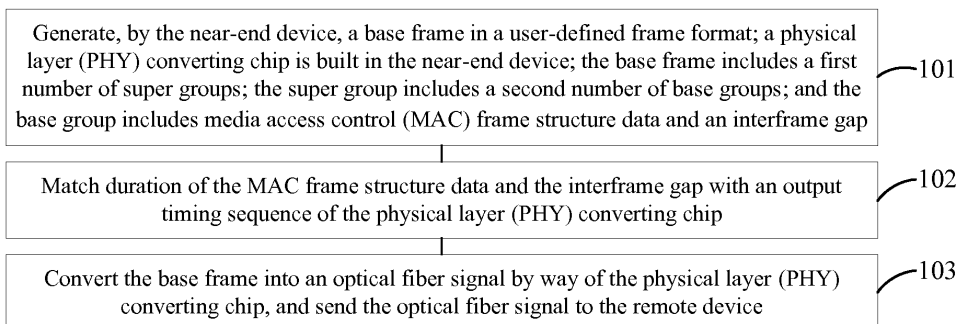 Generate, by the near-end device, a base frame in a user-defined frame format; a physical
layer (PHY) converting chip is built in the near-end device; the base frame includes a first
number of super groups; the super group includes a second number of base groups; and the
base group includes media access control (MAC) frame structure data and an interframe gap
101
Match duration of the MAC frame structure data and the interframe gap with an output
timing sequence of the physical layer (PHY) converting chip
102
Convert the base frame into an optical fiber signal by way of the physical layer (PHY)
converting chip, and send the optical fiber signal to the remote device
103